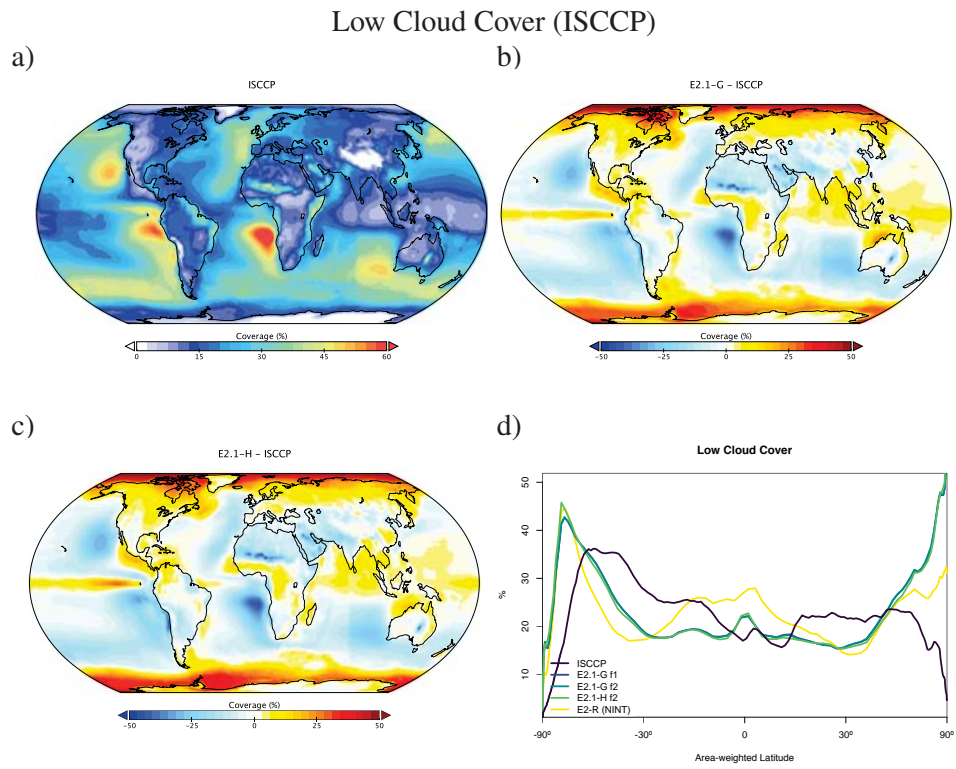 Low Cloud Cover (ISCCP)
a)
b)
ISCCP
E2.1-G – ISCCP
Coverage (%)
0 15 30 45 60
Coverage (%)
-50 -25 0 25 50
c)
d)
E2.1-H – ISCCP
Coverage (%)
-50 -25 0 25 50
Low Cloud Cover
50
40
30
20
10
%
ISCCP
E2.1-G f1
E2.1-G f2
E2.1-H f2
E2-R (NINT)
-90º -30º 0 30º 90º
Area-weighted Latitude